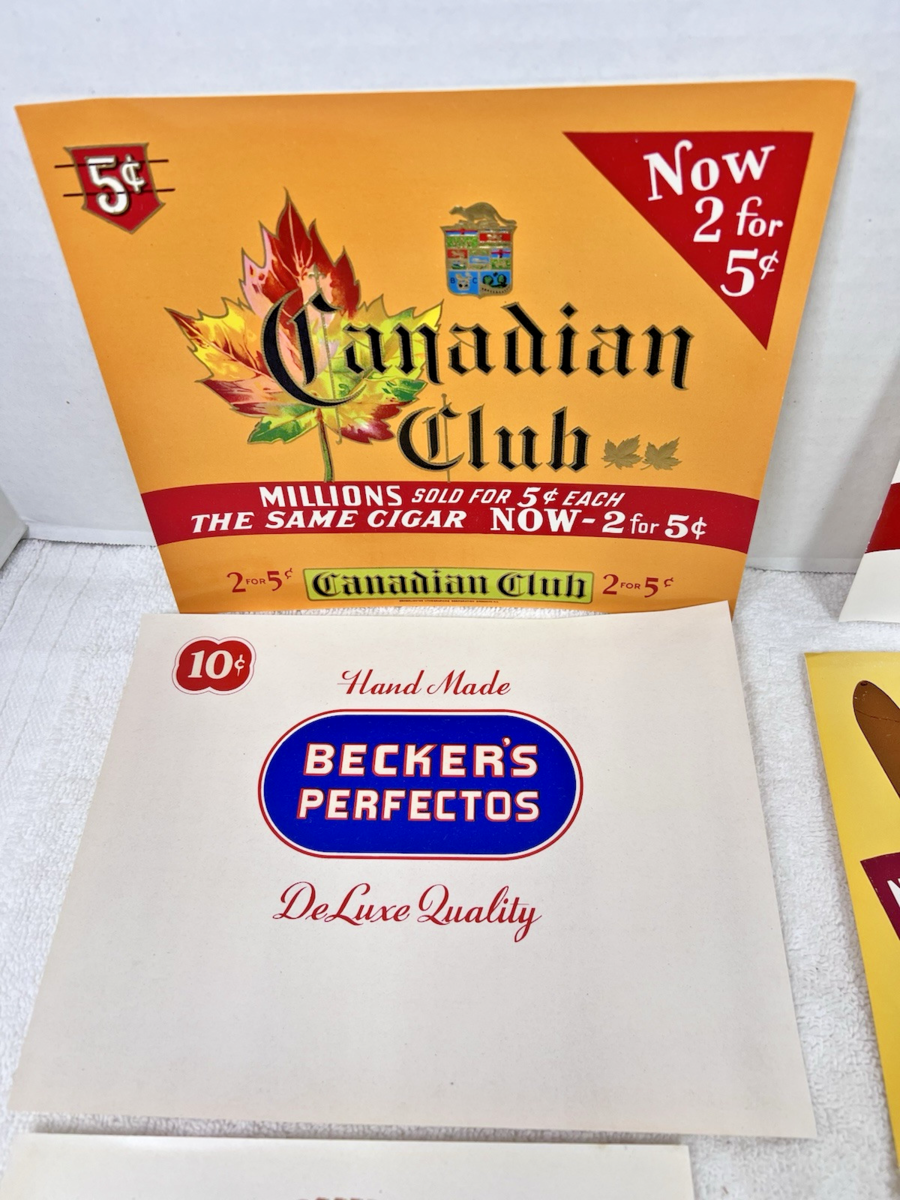 5¢
Now
2 for
5¢
Canadian
Club
MILLIONS SOLD FOR 5¢ EACH
THE SAME CIGAR NOW-2 for 5¢
2 FOR 5¢ Canadian Club 2 FOR 5¢
10¢
Hand Made
BECKER'S
PERFECTOS
DeLuxe Quality